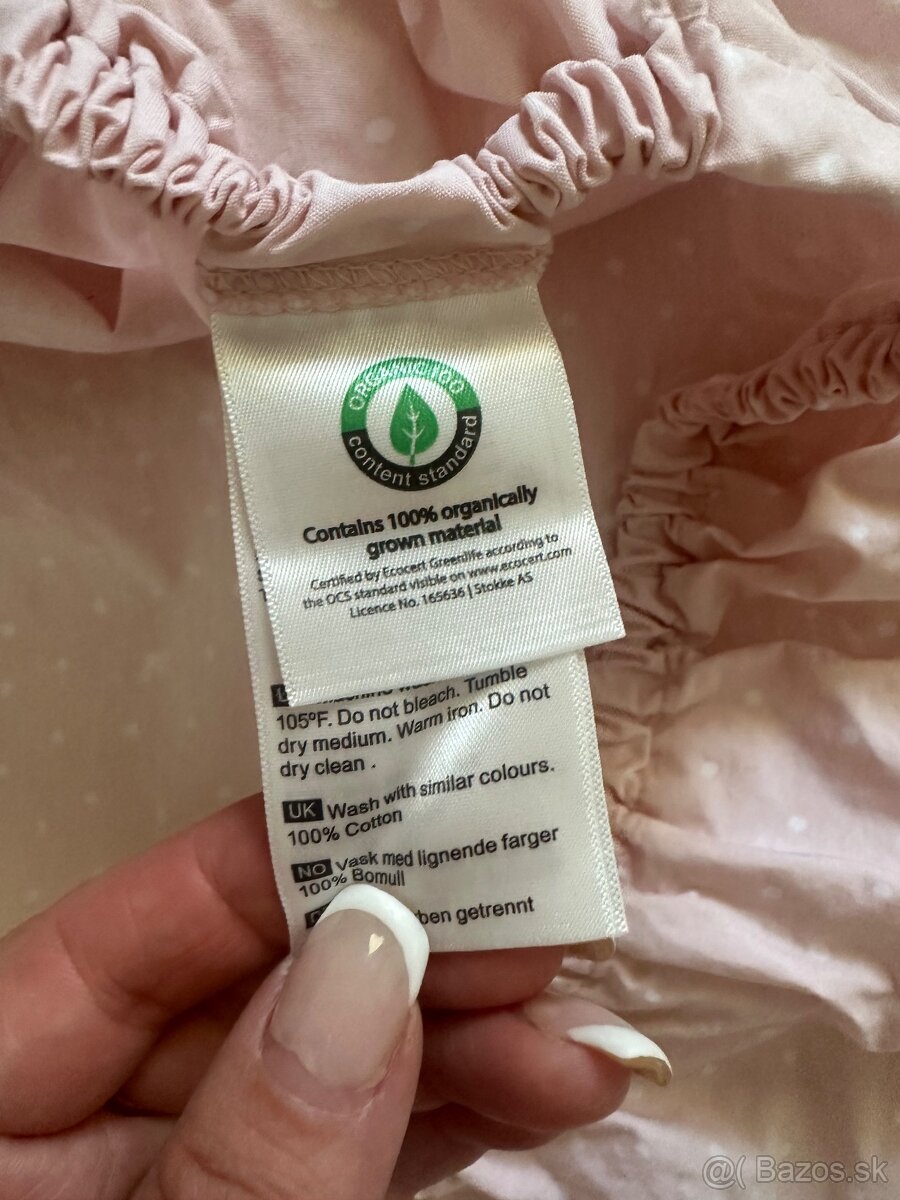 ORGANIC 100
content standard
Contains 100% organically
grown material
Certified by Ecocert Greenlife according to
the OCS standard visible on www.ecocert.com
Licence No. 165636 | Stokke AS
105ºF. Do not bleach. Tumble
dry medium. Warm iron. Do not
dry clean .
UK Wash with similar colours.
100% Cotton
NO Vask med lignende farger
100% Bomull
getrennt
@( Bazos.sk